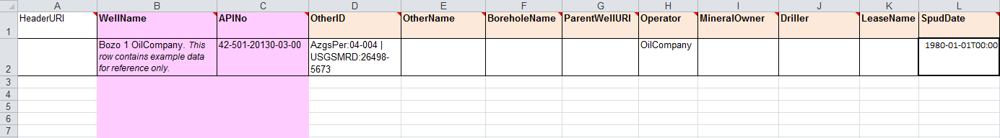 A B C D E F G H I J K L
1 HeaderURI WellName APINo OtherID OtherName BoreholeName ParentWellURI Operator MineralOwner Driller LeaseName SpudDate
2 Bozo 1 OilCompany. This row contains example data for reference only. 42-501-20130-03-00 AzgsPer:04-004 | USGSMRD:26498-5673 OilCompany 1980-01-01T00:00
3
4
5
6
7